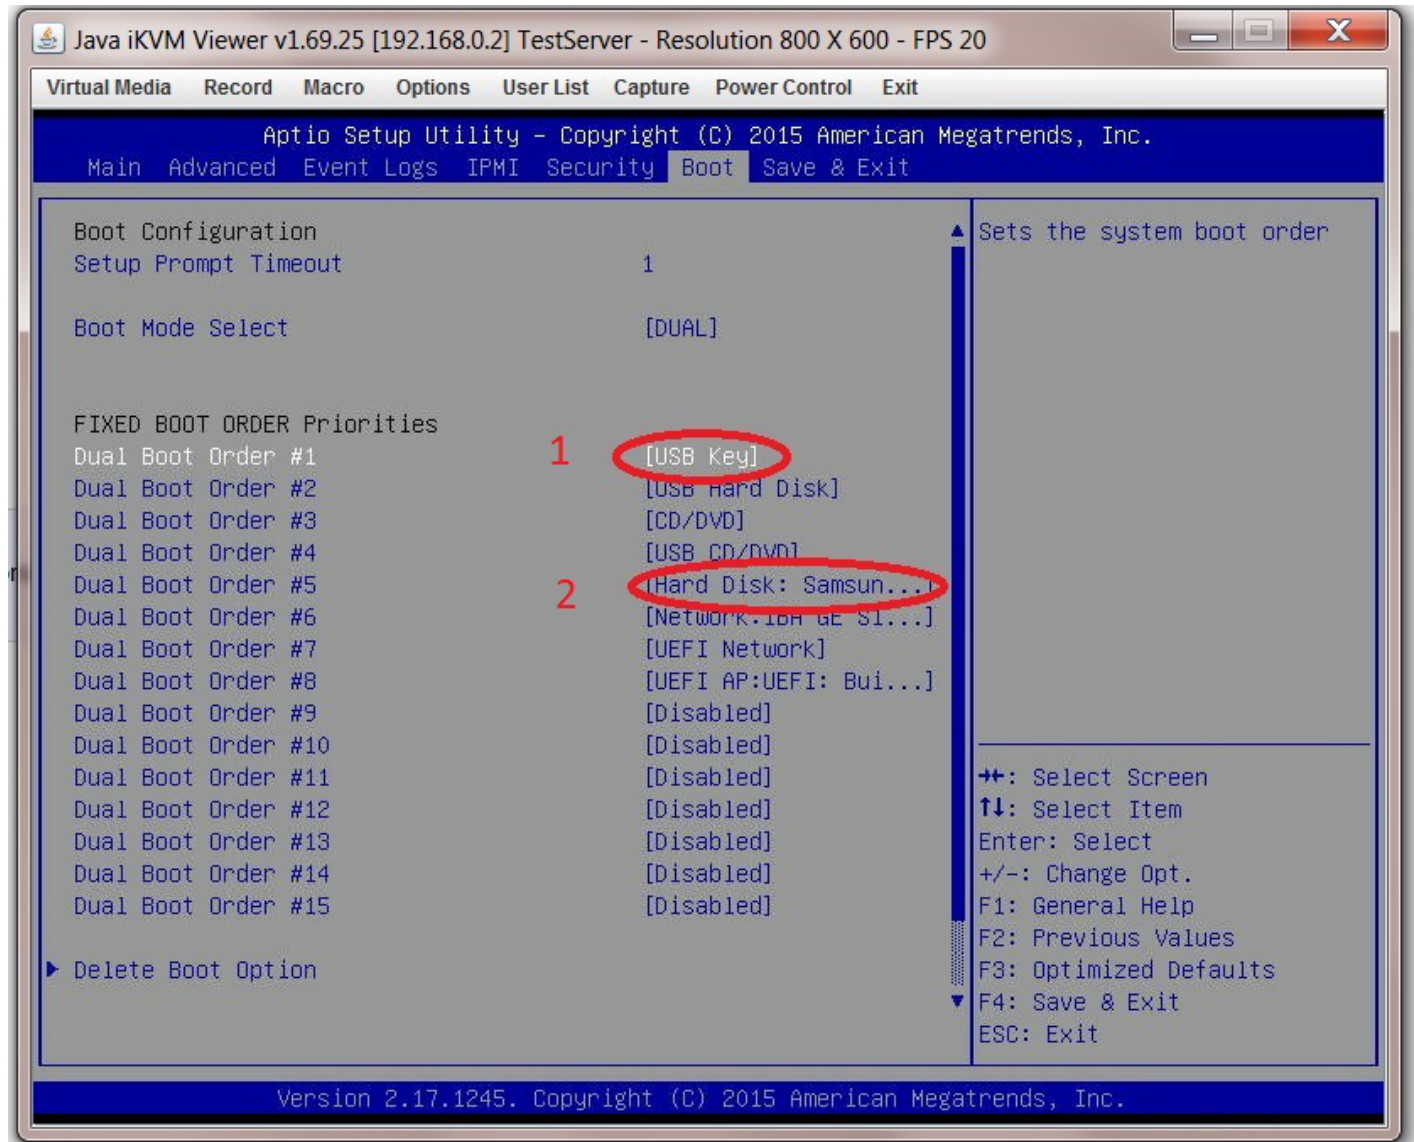 Java iKVM Viewer v1.69.25 [192.168.0.2] TestServer - Resolution 800 X 600 - FPS 20
Virtual Media Record Macro Options User List Capture Power Control Exit
Aptio Setup Utility – Copyright (C) 2015 American Megatrends, Inc.
Main Advanced Event Logs IPMI Security Boot Save & Exit
Boot Configuration
Setup Prompt Timeout 1
Boot Mode Select [DUAL]
FIXED BOOT ORDER Priorities
Dual Boot Order #1 1 [USB Key]
Dual Boot Order #2 [USB Hard Disk]
Dual Boot Order #3 [CD/DVD]
Dual Boot Order #4 [USB CD/DVD]
Dual Boot Order #5 2 [Hard Disk: Samsun...]
Dual Boot Order #6 [Network:IBA GE Sl...]
Dual Boot Order #7 [UEFI Network]
Dual Boot Order #8 [UEFI AP:UEFI: Bui...]
Dual Boot Order #9 [Disabled]
Dual Boot Order #10 [Disabled]
Dual Boot Order #11 [Disabled]
Dual Boot Order #12 [Disabled]
Dual Boot Order #13 [Disabled]
Dual Boot Order #14 [Disabled]
Dual Boot Order #15 [Disabled]
Delete Boot Option
Sets the system boot order
→←: Select Screen
↑↓: Select Item
Enter: Select
+/-: Change Opt.
F1: General Help
F2: Previous Values
F3: Optimized Defaults
F4: Save & Exit
ESC: Exit
Version 2.17.1245. Copyright (C) 2015 American Megatrends, Inc.